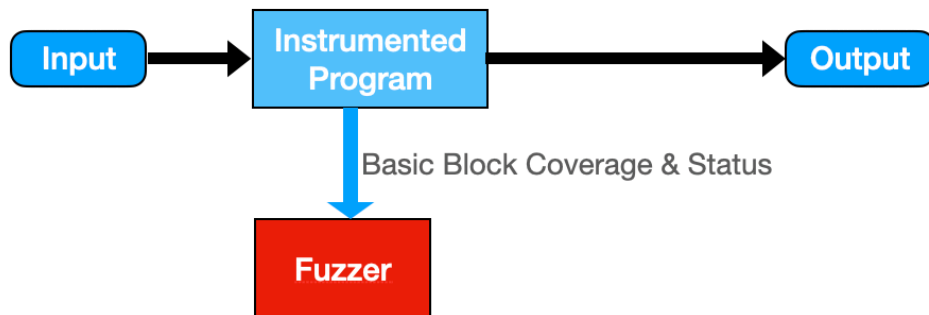 Input
Instrumented
Program
Output
Basic Block Coverage & Status
Fuzzer